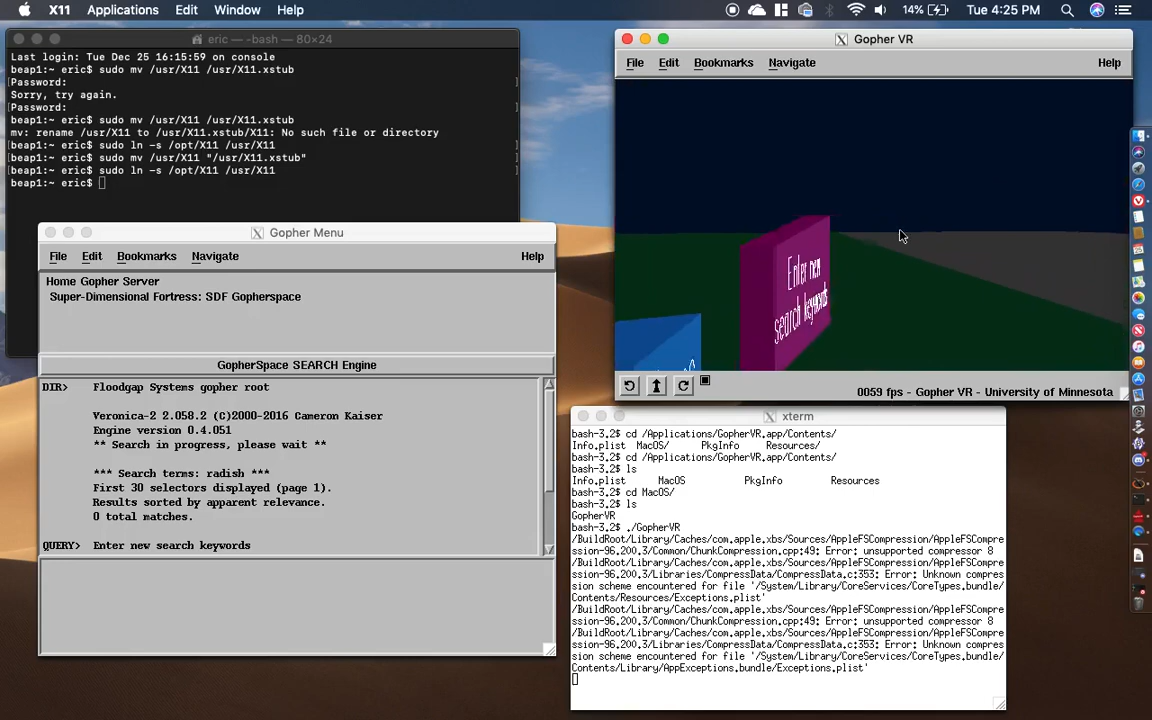 X11 Applications Edit Window Help
14% Tue 4:25 PM
eric — -bash — 80×24
Last login: Tue Dec 25 16:15:59 on console
beap1:~ eric$ sudo mv /usr/X11 /usr/X11.xstub
[Password: ]
Sorry, try again.
[Password: ]
beap1:~ eric$ sudo mv /usr/X11 /usr/X11.xstub
mv: rename /usr/X11 to /usr/X11.xstub/X11: No such file or directory
[beap1:~ eric$ sudo ln -s /opt/X11 /usr/X11 ]
[beap1:~ eric$ sudo mv /usr/X11 "/usr/X11.xstub" ]
[beap1:~ eric$ sudo ln -s /opt/X11 /usr/X11 ]
beap1:~ eric$
Gopher Menu
File Edit Bookmarks Navigate Help
Home Gopher Server
Super-Dimensional Fortress: SDF Gopherspace
GopherSpace SEARCH Engine
DIR> Floodgap Systems gopher root
Veronica-2 2.058.2 (C)2000-2016 Cameron Kaiser
Engine version 0.4.051
** Search in progress, please wait **
*** Search terms: radish ***
First 30 selectors displayed (page 1).
Results sorted by apparent relevance.
0 total matches.
QUERY> Enter new search keywords
Gopher VR
File Edit Bookmarks Navigate Help
Enter new
search keywords
0059 fps - Gopher VR - University of Minnesota
xterm
bash-3.2$ cd /Applications/GopherVR.app/Contents/
Info.plist MacOS/ PkgInfo Resources/
bash-3.2$ cd /Applications/GopherVR.app/Contents/
bash-3.2$ ls
Info.plist MacOS PkgInfo Resources
bash-3.2$ cd MacOS/
bash-3.2$ ls
GopherVR
bash-3.2$ ./GopherVR
/BuildRoot/Library/Caches/com.apple.xbs/Sources/AppleFSCompression/AppleFSCompre
ssion-96.200.3/Common/ChunkCompression.cpp:49: Error: unsupported compressor 8
/BuildRoot/Library/Caches/com.apple.xbs/Sources/AppleFSCompression/AppleFSCompre
ssion-96.200.3/Libraries/CompressData/CompressData.c:353: Error: Unknown compres
sion scheme encountered for file '/System/Library/CoreServices/CoreTypes.bundle/
Contents/Resources/Exceptions.plist'
/BuildRoot/Library/Caches/com.apple.xbs/Sources/AppleFSCompression/AppleFSCompre
ssion-96.200.3/Common/ChunkCompression.cpp:49: Error: unsupported compressor 8
/BuildRoot/Library/Caches/com.apple.xbs/Sources/AppleFSCompression/AppleFSCompre
ssion-96.200.3/Libraries/CompressData/CompressData.c:353: Error: Unknown compres
sion scheme encountered for file '/System/Library/CoreServices/CoreTypes.bundle/
Contents/Library/AppExceptions.bundle/Exceptions.plist'